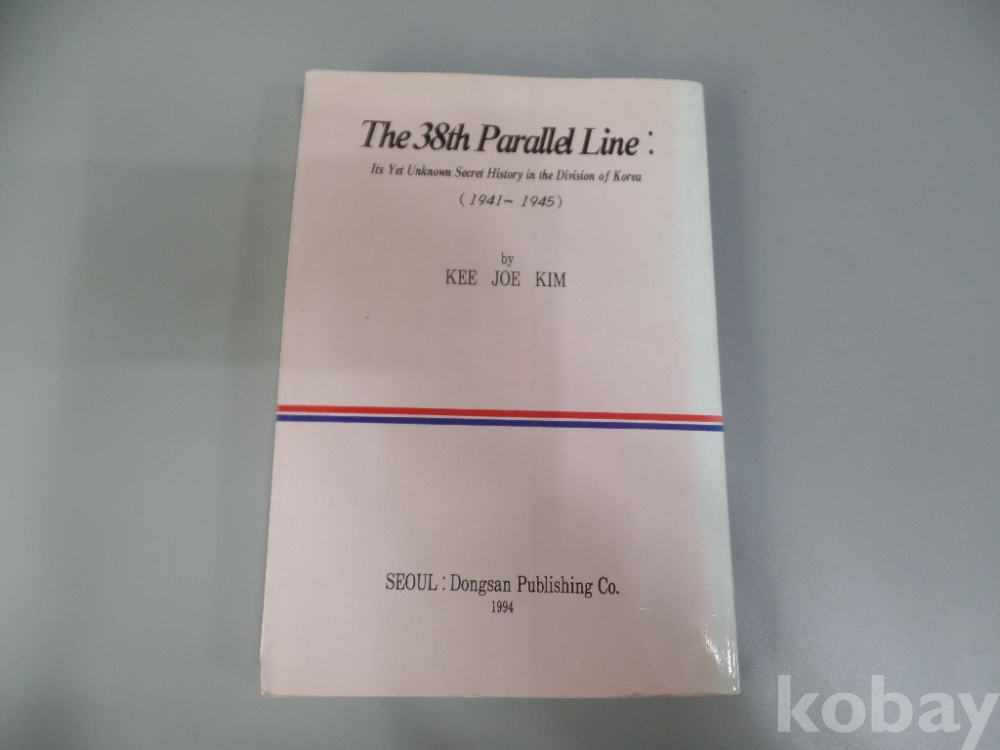 The 38th Parallel Line :
Its Yet Unknown Secret History in the Division of Korea
(1941~ 1945)
by
KEE JOE KIM
SEOUL : Dongsan Publishing Co.
1994
kobay